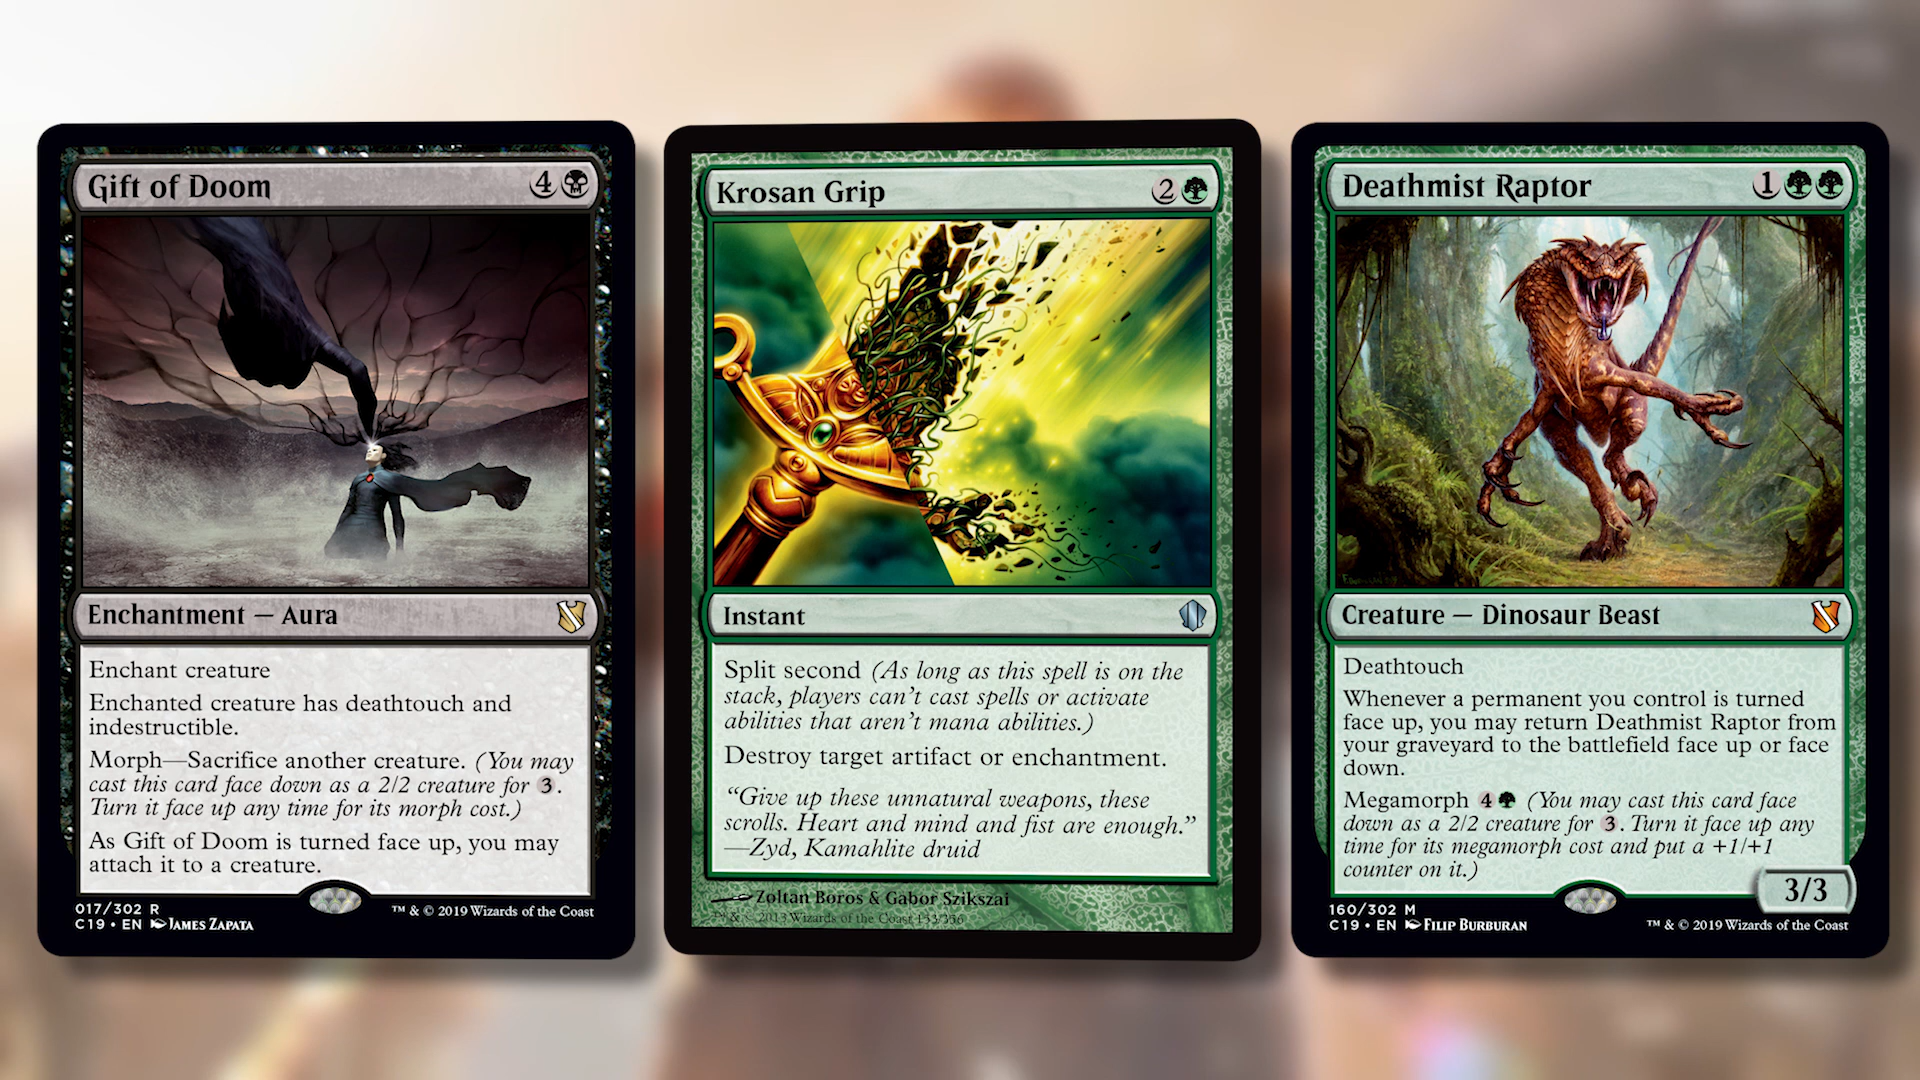 Gift of Doom 4
Enchantment — Aura
Enchant creature
Enchanted creature has deathtouch and
indestructible.
Morph—Sacrifice another creature. (You may
cast this card face down as a 2/2 creature for 3.
Turn it face up any time for its morph cost.)
As Gift of Doom is turned face up, you may
attach it to a creature.
017/302 R
C19 • EN JAMES ZAPATA
™ & © 2019 Wizards of the Coast
Krosan Grip 2
Instant
Split second (As long as this spell is on the
stack, players can't cast spells or activate
abilities that aren't mana abilities.)
Destroy target artifact or enchantment.
“Give up these unnatural weapons, these
scrolls. Heart and mind and fist are enough.”
—Zyd, Kamahlite druid
Zoltan Boros & Gabor Szikszai
™ & © 2013 Wizards of the Coast 153/356
Deathmist Raptor 1
Creature — Dinosaur Beast
Deathtouch
Whenever a permanent you control is turned
face up, you may return Deathmist Raptor from
your graveyard to the battlefield face up or face
down.
Megamorph 4 (You may cast this card face
down as a 2/2 creature for 3. Turn it face up any
time for its megamorph cost and put a +1/+1
counter on it.)
3/3
160/302 M
C19 • EN FILIP BURBURAN
™ & © 2019 Wizards of the Coast